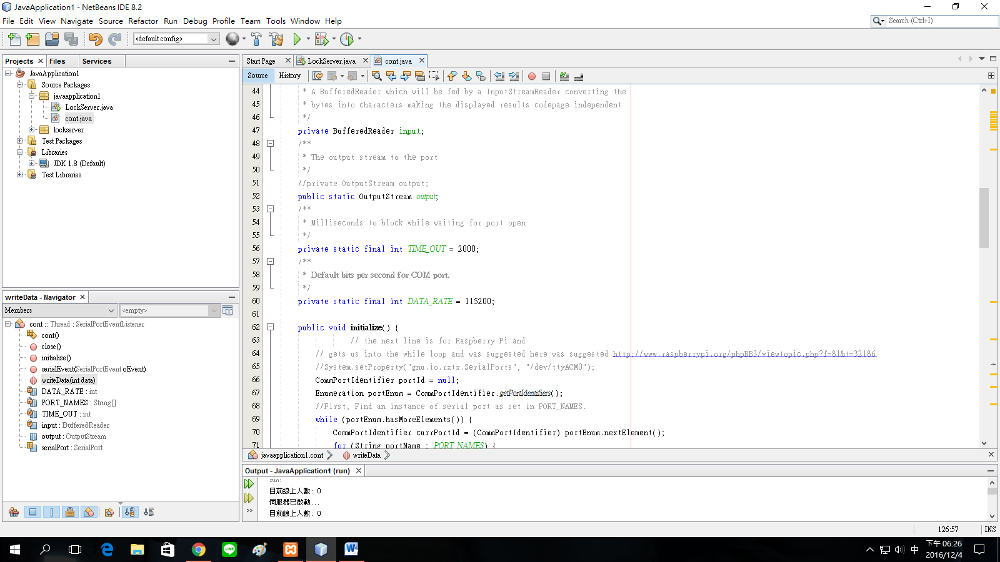 JavaApplication1 - NetBeans IDE 8.2
File Edit View Navigate Source Refactor Run Debug Profile Team Tools Window Help
Search (Ctrl+I)
<default config>
Projects Files Services
JavaApplication1
Source Packages
javaapplication1
LockServer.java
cont.java
lockserver
Test Packages
Libraries
JDK 1.8 (Default)
Test Libraries
writeData - Navigator
Members <empty>
cont :: Thread : SerialPortEventListener
cont()
close()
initialize()
serialEvent(SerialPortEvent oEvent)
writeData(int data)
DATA_RATE : int
PORT_NAMES : String[]
TIME_OUT : int
input : BufferedReader
output : OutputStream
serialPort : SerialPort
Start Page LockServer.java cont.java
Source History
44 * A BufferedReader which will be fed by a InputStreamReader converting the
45 * bytes into characters making the displayed results codepage independent
46 */
47 private BufferedReader input;
48 /**
49 * The output stream to the port
50 */
51 //private OutputStream output;
52 public static OutputStream output;
53 /**
54 * Milliseconds to block while waiting for port open
55 */
56 private static final int TIME_OUT = 2000;
57 /**
58 * Default bits per second for COM port.
59 */
60 private static final int DATA_RATE = 115200;
61
62 public void initialize() {
63 // the next line is for Raspberry Pi and
64 // gets us into the while loop and was suggested here was suggested http://www.raspberrypi.org/phpBB3/viewtopic.php?f=81&t=32186
65 //System.setProperty("gnu.io.rxtx.SerialPorts", "/dev/ttyACM0");
66 CommPortIdentifier portId = null;
67 Enumeration portEnum = CommPortIdentifier.getPortIdentifiers();
68 //First, Find an instance of serial port as set in PORT_NAMES.
69 while (portEnum.hasMoreElements()) {
70 CommPortIdentifier currPortId = (CommPortIdentifier) portEnum.nextElement();
71 for (String portName : PORT_NAMES) {
javaapplication1.cont writeData
Output - JavaApplication1 (run)
run:
目前線上人數: 0
伺服器已啟動...
目前線上人數: 0
126:57 INS
中
下午 06:26
2016/12/4